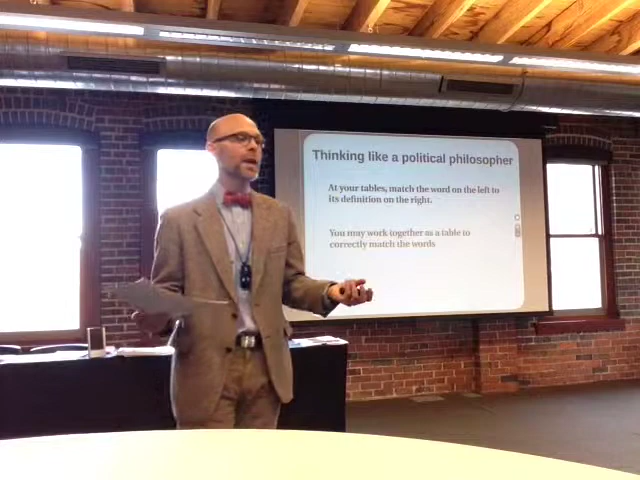 Thinking like a political philosopher
At your tables, match the word on the left to
its definition on the right.
You may work together as a table to
correctly match the words